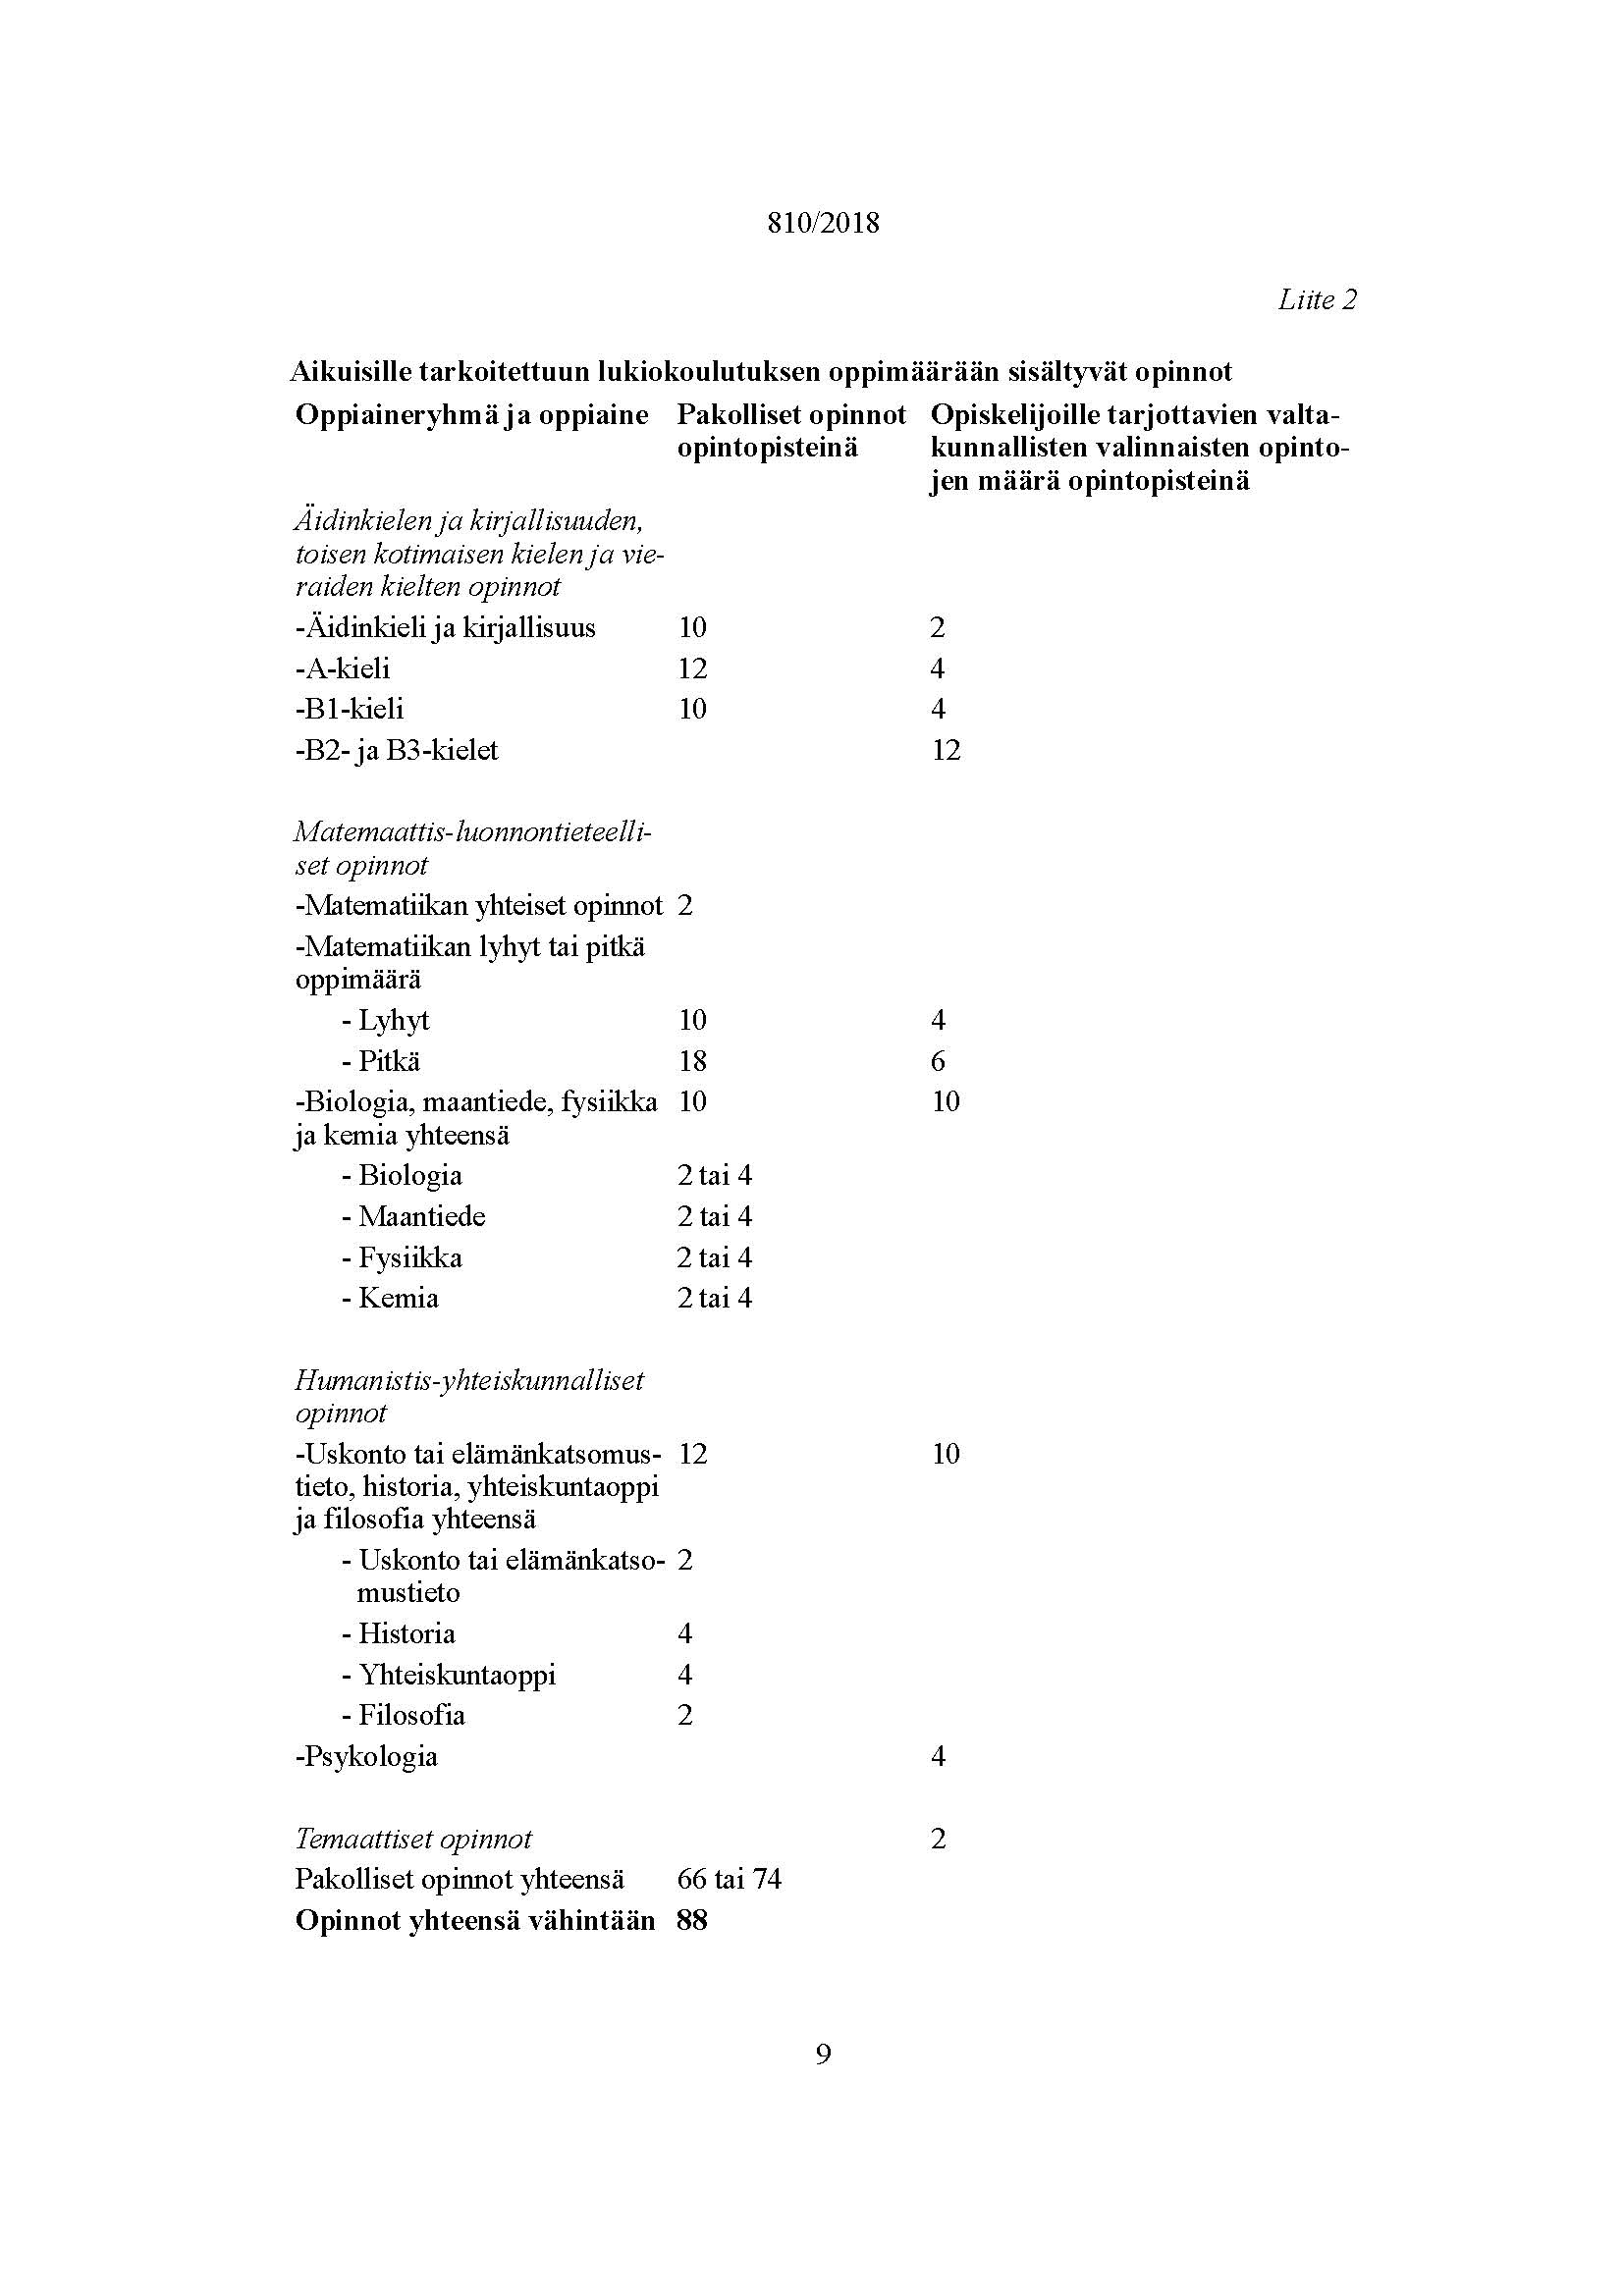 810/2018
Liite 2
Aikuisille tarkoitettuun lukiokoulutuksen oppimäärään sisältyvät opinnot
Oppiaineryhmä ja oppiaine Pakolliset opinnot Opiskelijoille tarjottavien valta-
opintopisteinä kunnallisten valinnaisten opinto-
jen määrä opintopisteinä
Äidinkielen ja kirjallisuuden,
toisen kotimaisen kielen ja vie-
raiden kielten opinnot
-Äidinkieli ja kirjallisuus 10 2
-A-kieli 12 4
-B1-kieli 10 4
-B2- ja B3-kielet 12
Matemaattis-luonnontieteelli-
set opinnot
-Matematiikan yhteiset opinnot 2
-Matematiikan lyhyt tai pitkä
oppimäärä
- Lyhyt 10 4
- Pitkä 18 6
-Biologia, maantiede, fysiikka 10 10
ja kemia yhteensä
- Biologia 2 tai 4
- Maantiede 2 tai 4
- Fysiikka 2 tai 4
- Kemia 2 tai 4
Humanistis-yhteiskunnalliset
opinnot
-Uskonto tai elämänkatsomus- 12 10
tieto, historia, yhteiskuntaoppi
ja filosofia yhteensä
- Uskonto tai elämänkatso- 2
mustieto
- Historia 4
- Yhteiskuntaoppi 4
- Filosofia 2
-Psykologia 4
Temaattiset opinnot 2
Pakolliset opinnot yhteensä 66 tai 74
Opinnot yhteensä vähintään 88
9